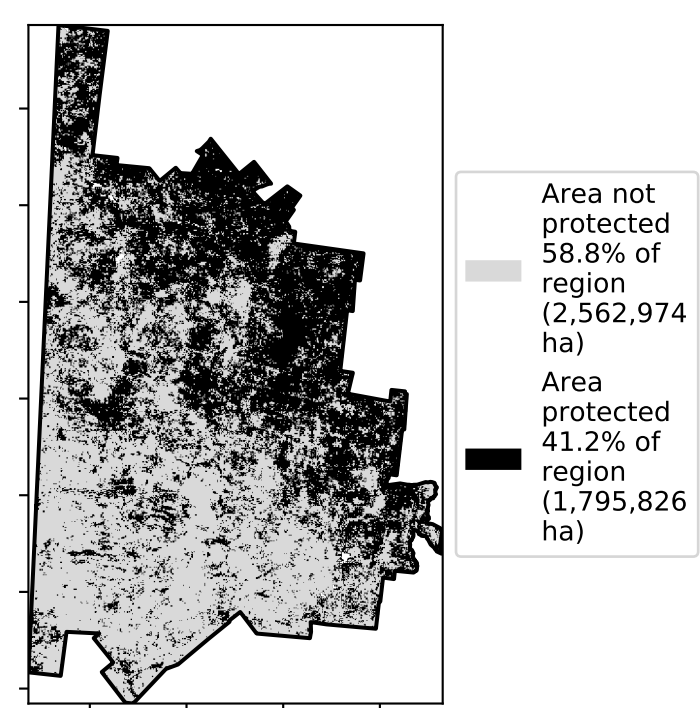 Area not
protected
58.8% of
region
(2,562,974
ha)
Area
protected
41.2% of
region
(1,795,826
ha)